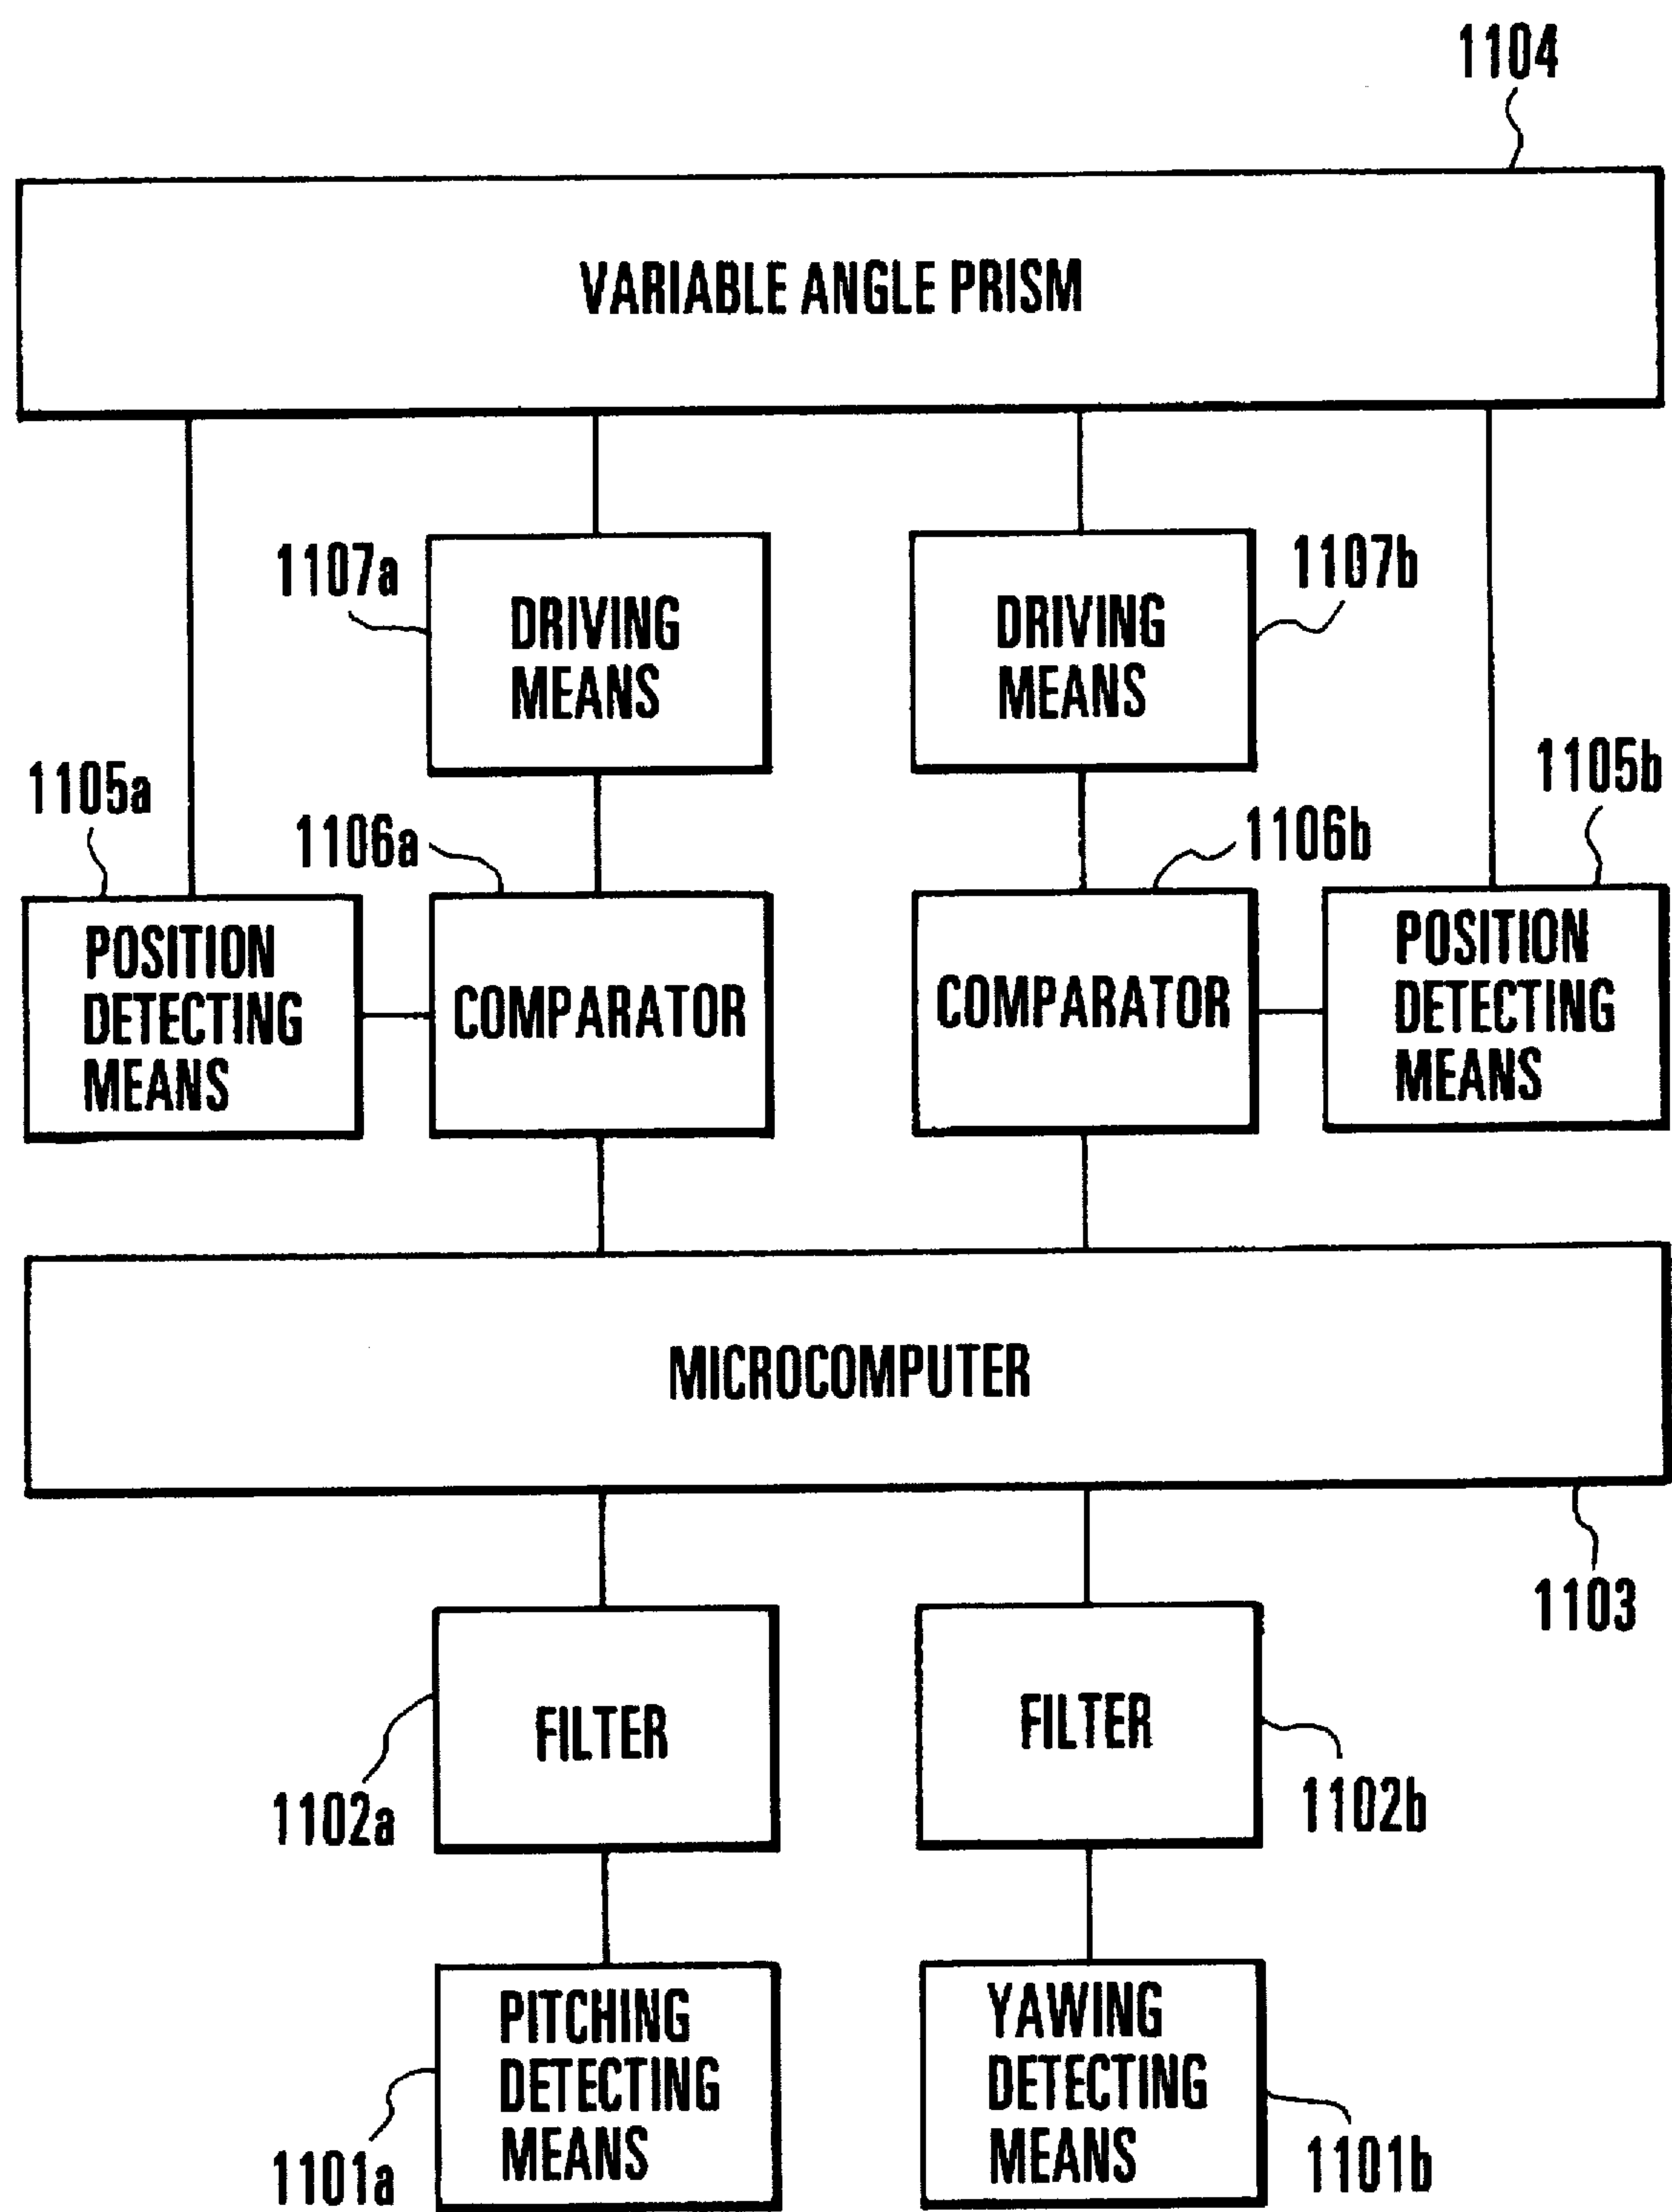 1104
VARIABLE ANGLE PRISM
1107a
DRIVING
MEANS
DRIVING
MEANS
1107b
1105a
1106a
1106b
1105b
POSITION
DETECTING
MEANS
COMPARATOR
COMPARATOR
POSITION
DETECTING
MEANS
MICROCOMPUTER
1103
FILTER
FILTER
1102a
1102b
PITCHING
DETECTING
MEANS
YAWING
DETECTING
MEANS
1101a
1101b